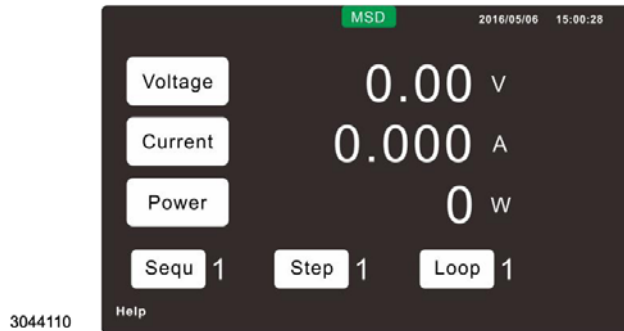 MSD 2016/05/06 15:00:28
Voltage 0.00 V
Current 0.000 A
Power 0 W
Sequ 1 Step 1 Loop 1
Help
3044110